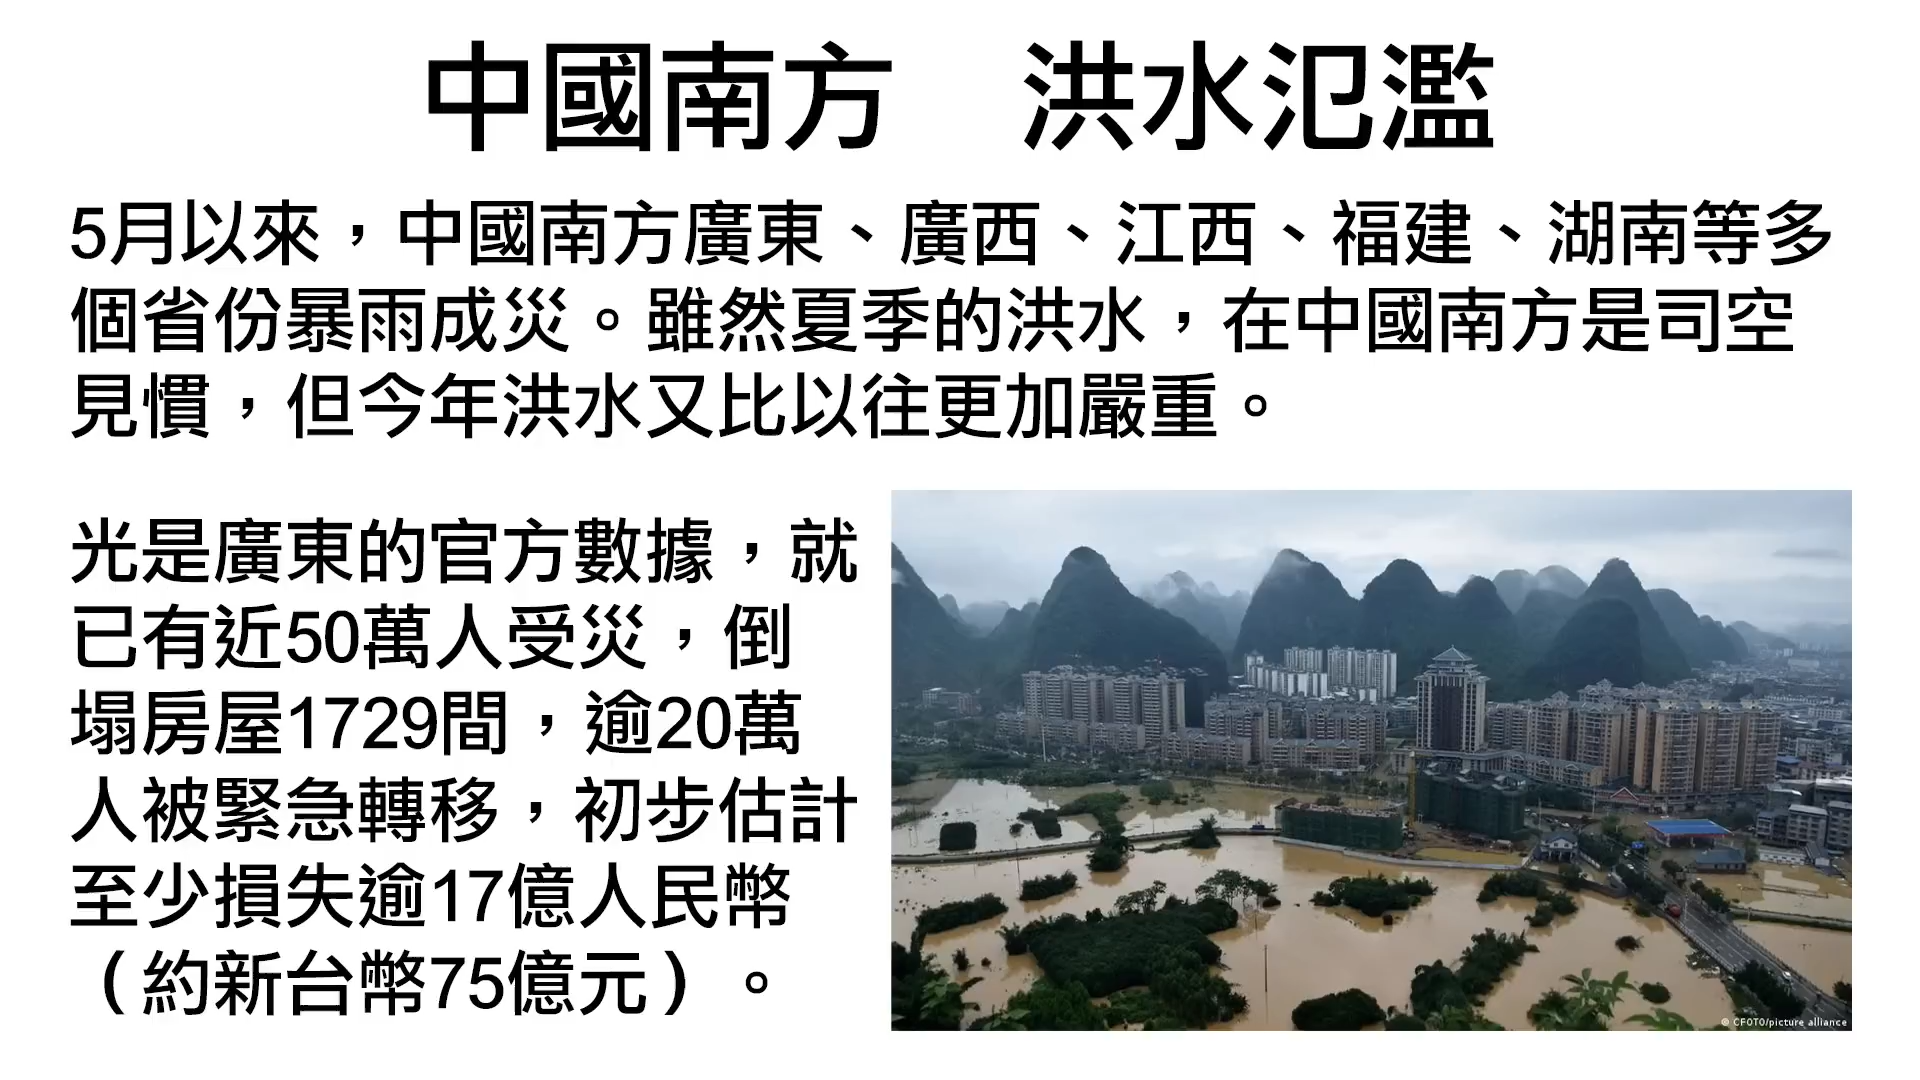 中國南方　洪水氾濫
5月以來，中國南方廣東、廣西、江西、福建、湖南等多
個省份暴雨成災。雖然夏季的洪水，在中國南方是司空
見慣，但今年洪水又比以往更加嚴重。
光是廣東的官方數據，就
已有近50萬人受災，倒
塌房屋1729間，逾20萬
人被緊急轉移，初步估計
至少損失逾17億人民幣
（約新台幣75億元）。
© CFOTO/picture alliance